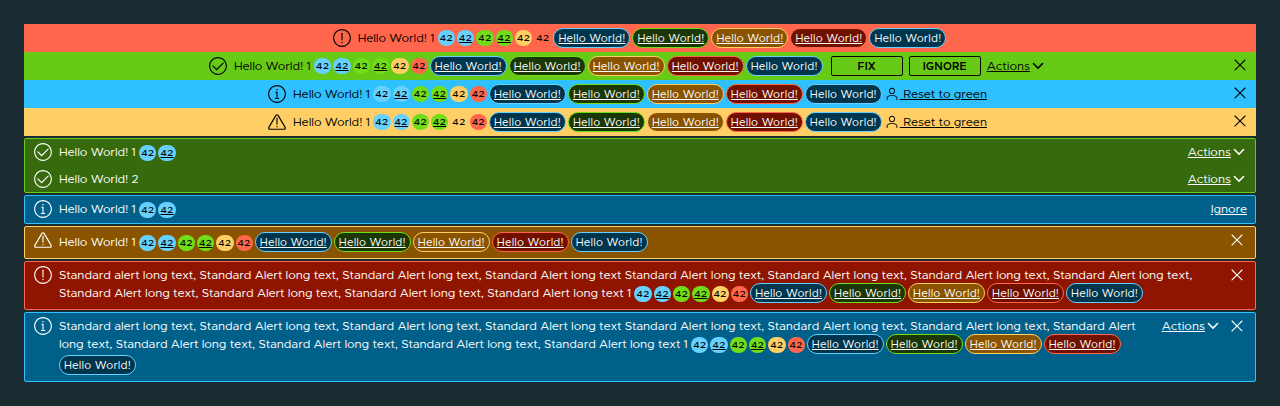 Hello World! 1 42 42 42 42 42 42 Hello World! Hello World! Hello World! Hello World! Hello World!
Hello World! 1 42 42 42 42 42 42 Hello World! Hello World! Hello World! Hello World! Hello World! FIX IGNORE Actions
Hello World! 1 42 42 42 42 42 42 Hello World! Hello World! Hello World! Hello World! Hello World! Reset to green
Hello World! 1 42 42 42 42 42 42 Hello World! Hello World! Hello World! Hello World! Hello World! Reset to green
Hello World! 1 42 42 Actions
Hello World! 2 Actions
Hello World! 1 42 42 Ignore
Hello World! 1 42 42 42 42 42 42 Hello World! Hello World! Hello World! Hello World! Hello World!
Standard alert long text, Standard Alert long text, Standard Alert long text, Standard Alert long text Standard Alert long text, Standard Alert long text, Standard Alert long text,
Standard Alert long text, Standard Alert long text, Standard Alert long text, Standard Alert long text 1 42 42 42 42 42 42 Hello World! Hello World! Hello World! Hello World! Hello World!
Standard alert long text, Standard Alert long text, Standard Alert long text, Standard Alert long text Standard Alert long text, Standard Alert long text, Standard Alert Actions
long text, Standard Alert long text, Standard Alert long text, Standard Alert long text, Standard Alert long text 1 42 42 42 42 42 42 Hello World! Hello World! Hello World! Hello World!
Hello World!